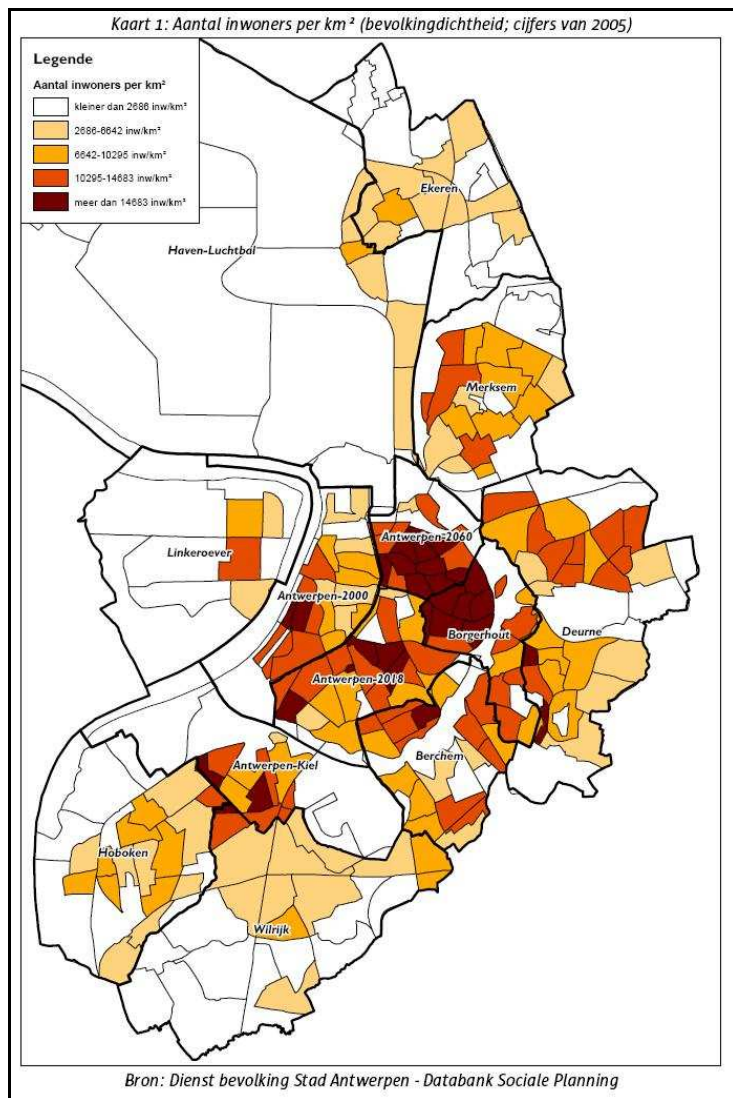 Kaart 1: Aantal inwoners per km² (bevolkingdichtheid; cijfers van 2005)
Legende
Aantal inwoners per km²
kleiner dan 2686 inw/km²
2686-6642 inw/km²
6642-10295 inw/km²
10295-14683 inw/km²
meer dan 14683 inw/km²
Ekeren
Haven-Luchtbal
Merksem
Antwerpen-2060
Linkeroever
Antwerpen-2000
Borgerhout
Deurne
Antwerpen-2018
Berchem
Antwerpen-Kiel
Hoboken
Wilrijk
Bron: Dienst bevolking Stad Antwerpen - Databank Sociale Planning